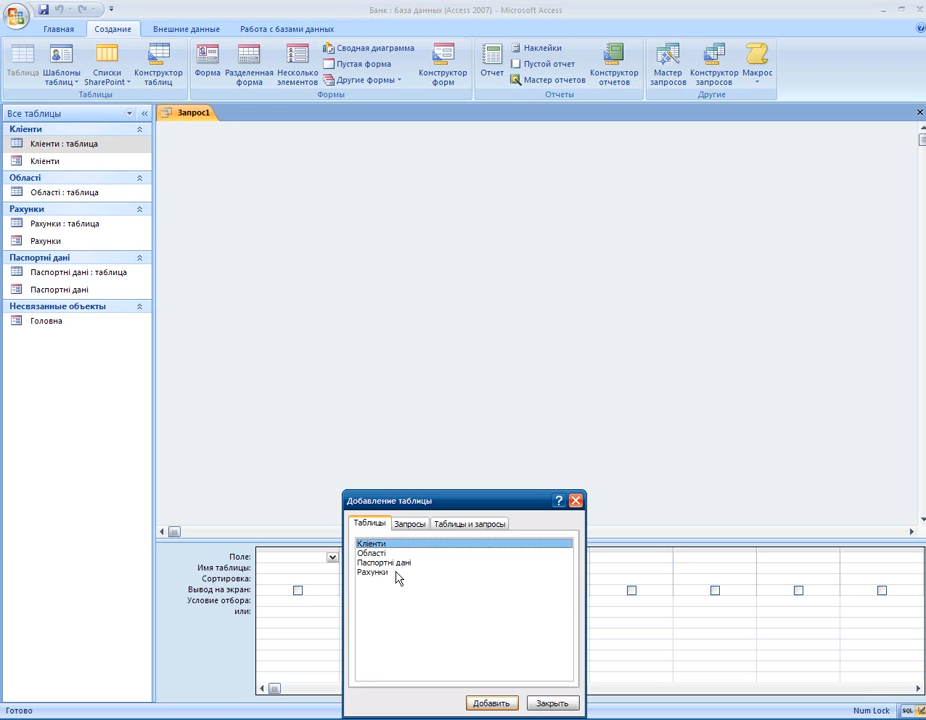 Банк : база данных (Access 2007) - Microsoft Access
Главная Создание Внешние данные Работа с базами данных
Таблица
Шаблоны таблиц
Списки SharePoint
Конструктор таблиц
Таблицы
Форма
Разделенная форма
Несколько элементов
Сводная диаграмма
Пустая форма
Другие формы
Конструктор форм
Формы
Отчет
Наклейки
Пустой отчет
Мастер отчетов
Конструктор отчетов
Отчеты
Мастер запросов
Конструктор запросов
Макрос
Другие
Все таблицы
Запрос1
Кліенти
Кліенти : таблица
Кліенти
Області
Області : таблица
Рахунки
Рахунки : таблица
Рахунки
Паспортні дані
Паспортні дані : таблица
Паспортні дані
Несвязанные объекты
Головна
Добавление таблицы
Таблицы Запросы Таблицы и запросы
Кліенти
Області
Паспортні дані
Рахунки
Добавить Закрыть
Поле:
Имя таблицы:
Сортировка:
Вывод на экран:
Условие отбора:
или:
Готово
Num Lock
SQL